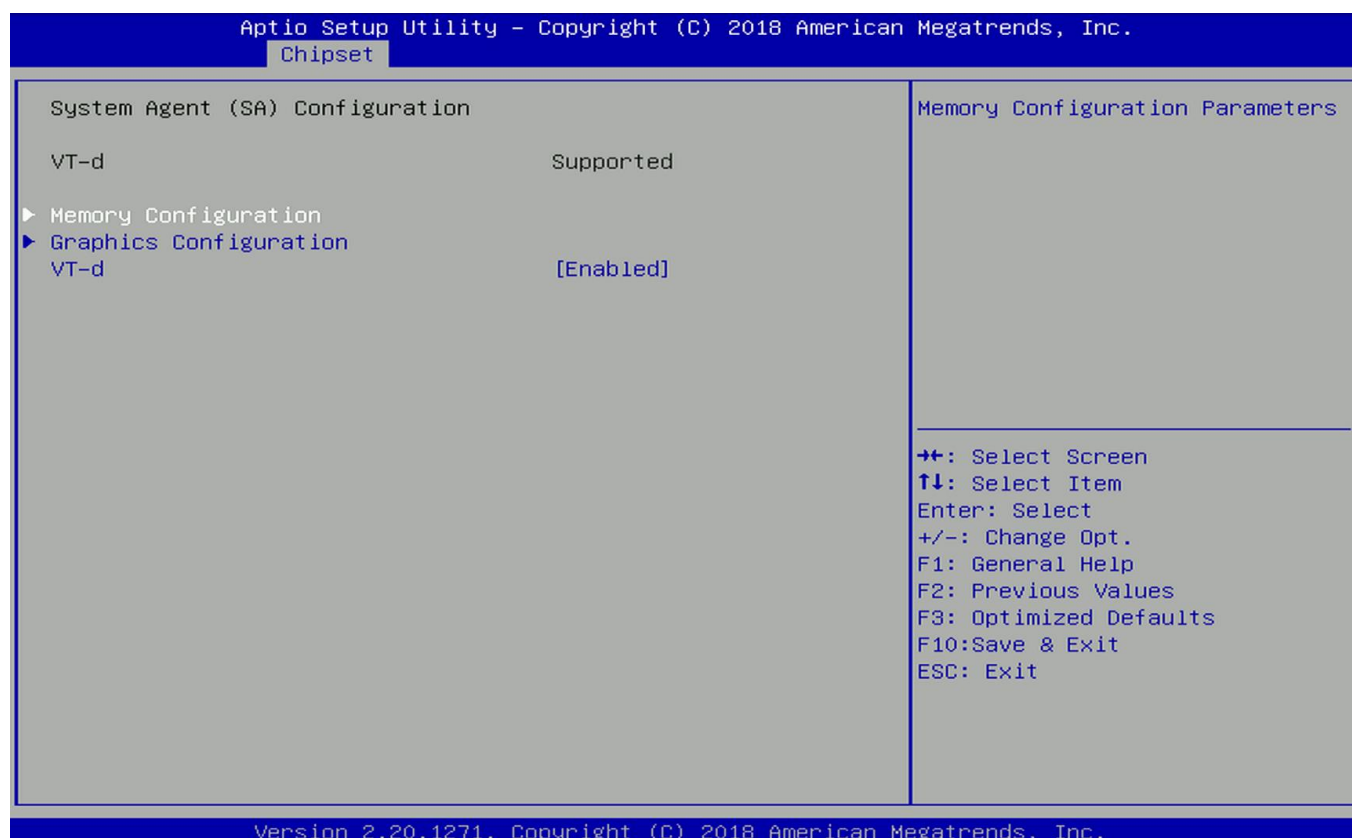 Aptio Setup Utility – Copyright (C) 2018 American Megatrends, Inc.
Chipset
System Agent (SA) Configuration
VT-d Supported
Memory Configuration
Graphics Configuration
VT-d [Enabled]
Memory Configuration Parameters
→←: Select Screen
↑↓: Select Item
Enter: Select
+/-: Change Opt.
F1: General Help
F2: Previous Values
F3: Optimized Defaults
F10:Save & Exit
ESC: Exit
Version 2.20.1271. Copyright (C) 2018 American Megatrends, Inc.